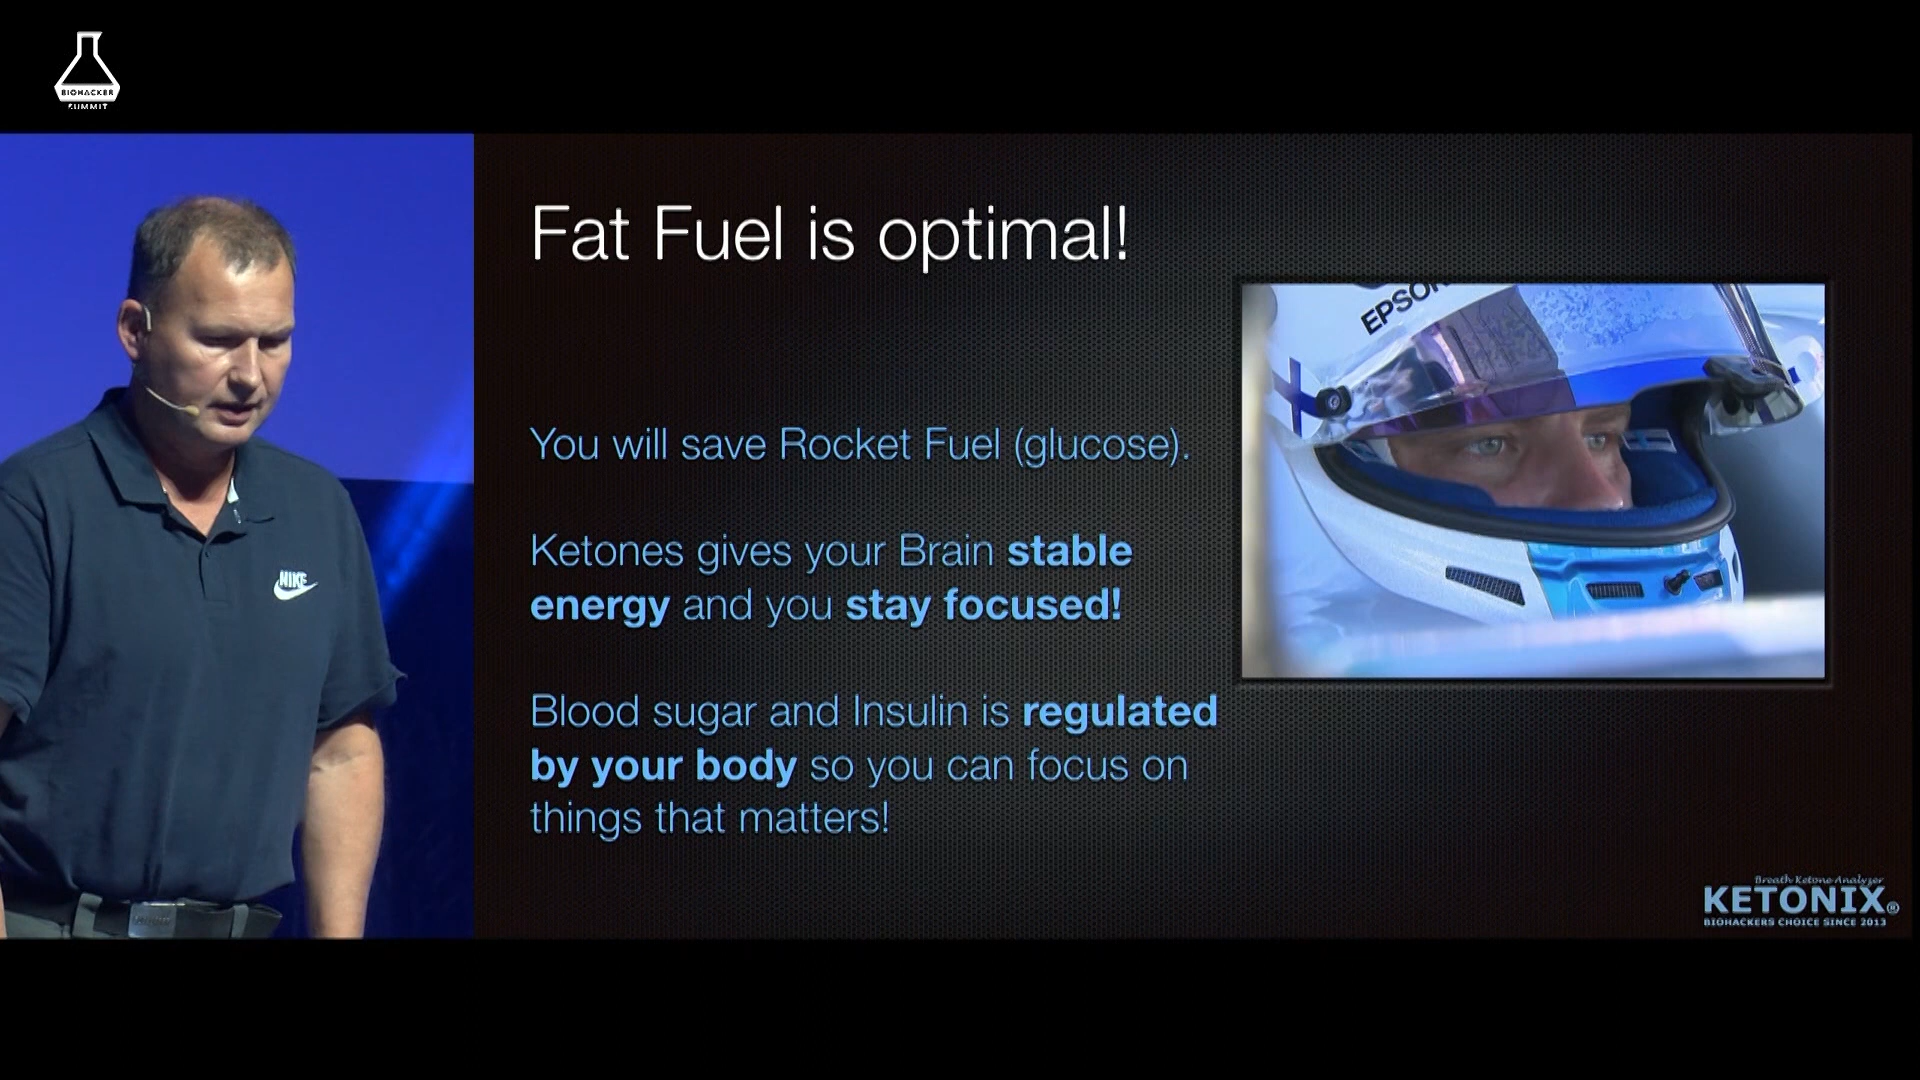 BIOHACKER
SUMMIT
Fat Fuel is optimal!
EPSON
You will save Rocket Fuel (glucose).
Ketones gives your Brain stable
energy and you stay focused!
NIKE
Blood sugar and Insulin is regulated
by your body so you can focus on
things that matters!
Breath Ketone Analyzer
KETONIX®
BIOHACKERS CHOICE SINCE 2013